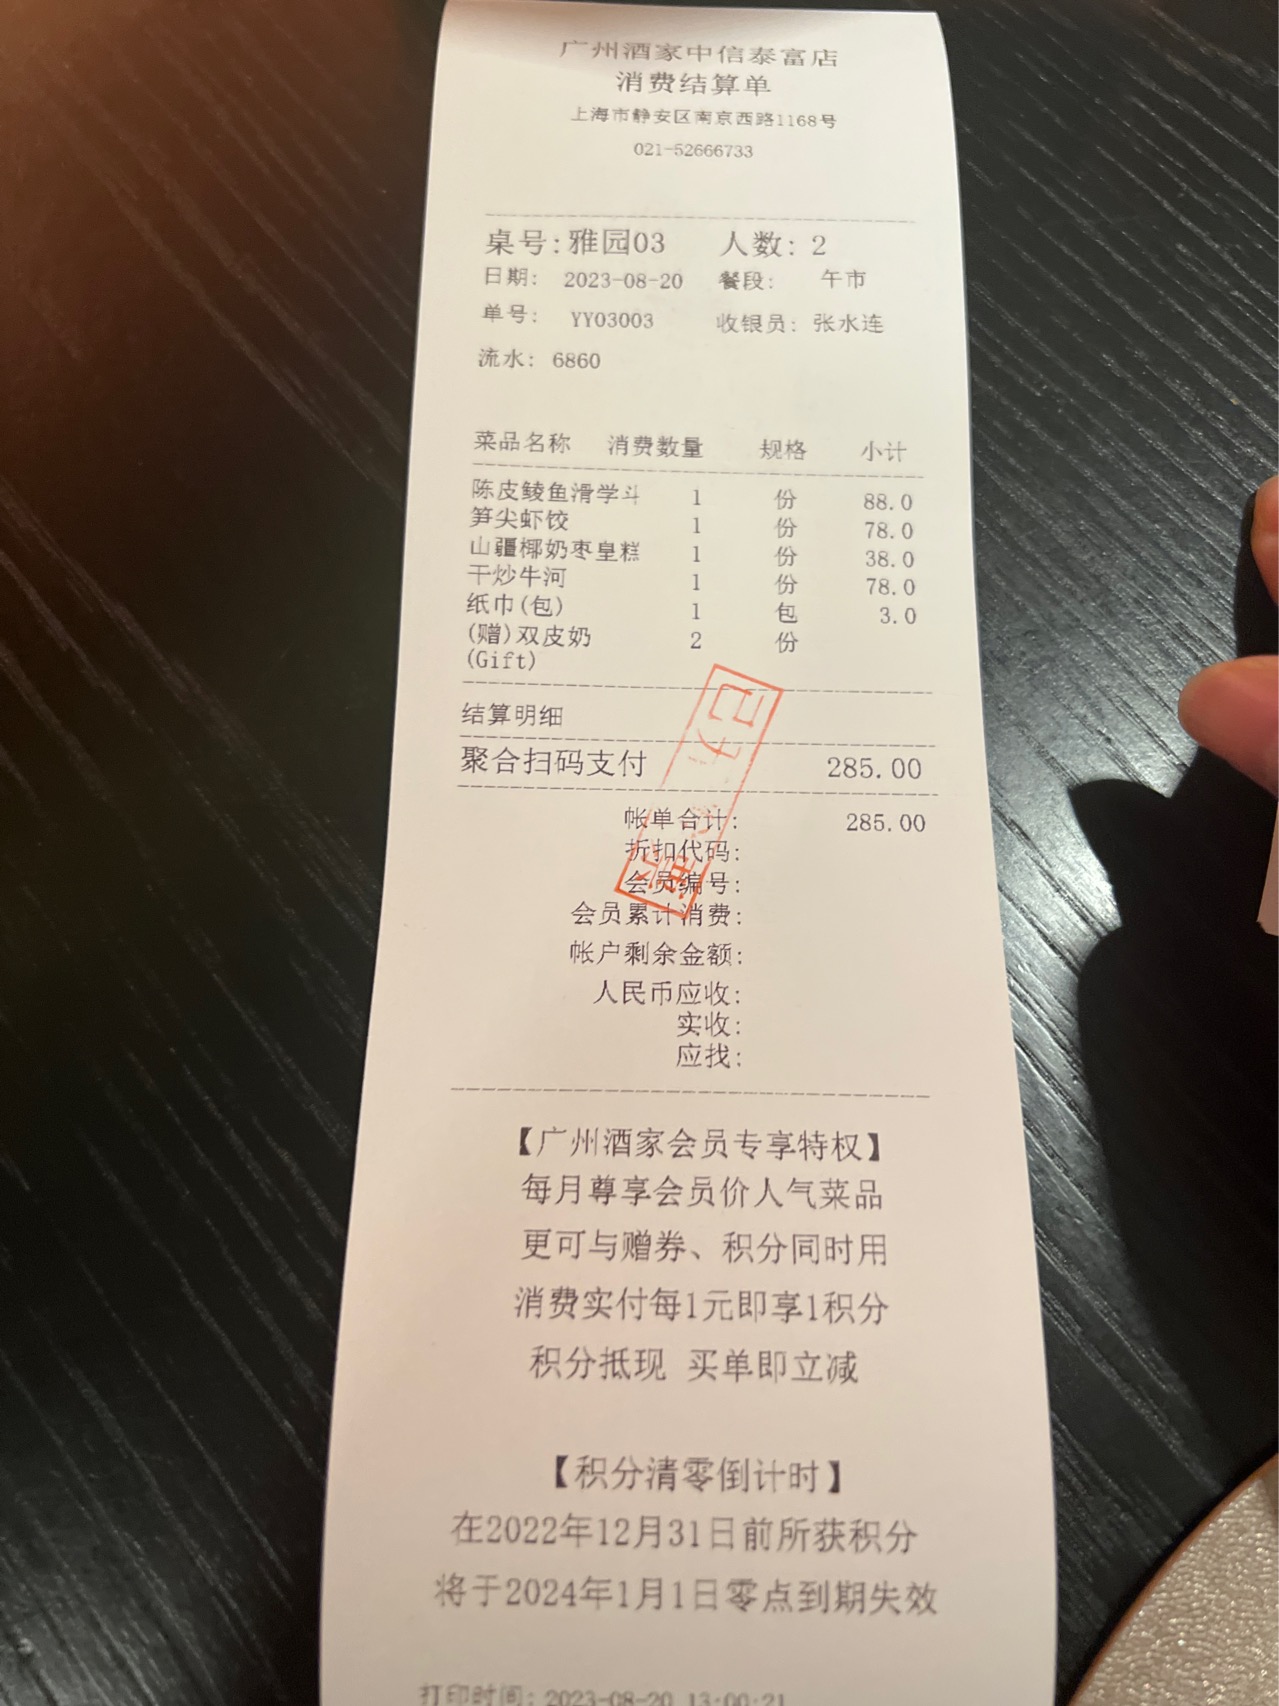 广州酒家中信泰富店
消费结算单
上海市静安区南京西路1168号
021-52666733
桌号:雅园03 人数: 2
日期: 2023-08-20 餐段: 午市
单号: YY03003 收银员: 张水连
流水: 6860
菜品名称 消费数量 规格 小计
陈皮鲮鱼滑学斗 1 份 88.0
笋尖虾饺 1 份 78.0
山疆椰奶枣皇糕 1 份 38.0
干炒牛河 1 份 78.0
纸巾(包) 1 包 3.0
(赠)双皮奶 2 份
(Gift)
结算明细
聚合扫码支付 285.00
帐单合计: 285.00
折扣代码:
会员编号:
会员累计消费:
帐户剩余金额:
人民币应收:
实收:
应找:
【广州酒家会员专享特权】
每月尊享会员价人气菜品
更可与赠券、积分同时用
消费实付每1元即享1积分
积分抵现 买单即立减
【积分清零倒计时】
在2022年12月31日前所获积分
将于2024年1月1日零点到期失效
打印时间: 2023-08-20 13:00:21